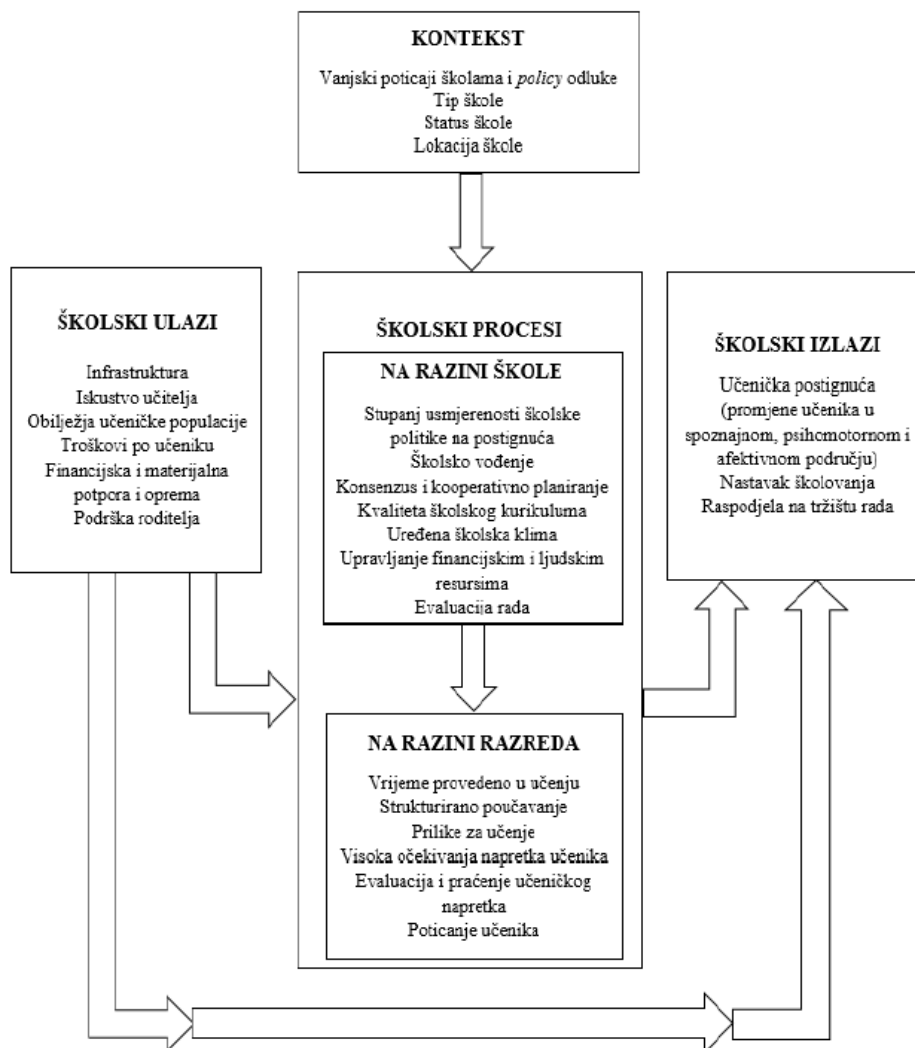 KONTEKST
Vanjski poticaji školama i policy odluke
Tip škole
Status škole
Lokacija škole
ŠKOLSKI ULAZI
Infrastruktura
Iskustvo učitelja
Obilježja učeničke populacije
Troškovi po učeniku
Financijska i materijalna
potpora i oprema
Podrška roditelja
ŠKOLSKI PROCESI
NA RAZINI ŠKOLE
Stupanj usmjerenosti školske
politike na postignuća
Školsko vođenje
Konsenzus i kooperativno planiranje
Kvaliteta školskog kurikuluma
Uređena školska klima
Upravljanje financijskim i ljudskim
resursima
Evaluacija rada
NA RAZINI RAZREDA
Vrijeme provedeno u učenju
Strukturirano poučavanje
Prilike za učenje
Visoka očekivanja napretka učenika
Evaluacija i praćenje učeničkog
napretka
Poticanje učenika
ŠKOLSKI IZLAZI
Učenička postignuća
(promjene učenika u
spoznajnom, psihomotornom i
afektivnom području)
Nastavak školovanja
Raspodjela na tržištu rada